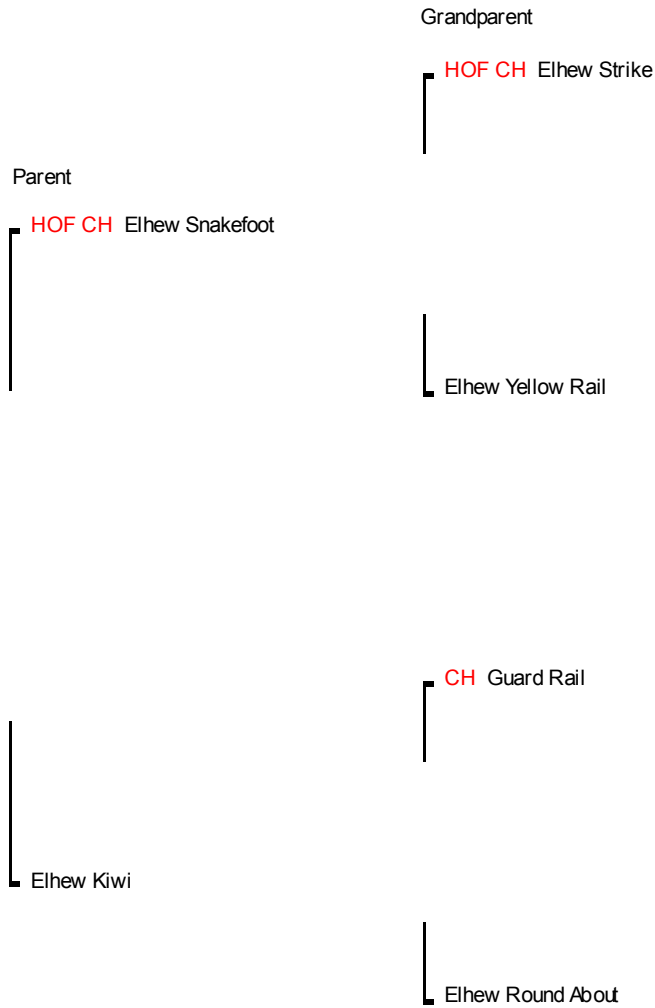 Grandparent
HOF CH Elhew Strike
Parent
HOF CH Elhew Snakefoot
Elhew Yellow Rail
CH Guard Rail
Elhew Kiwi
Elhew Round About